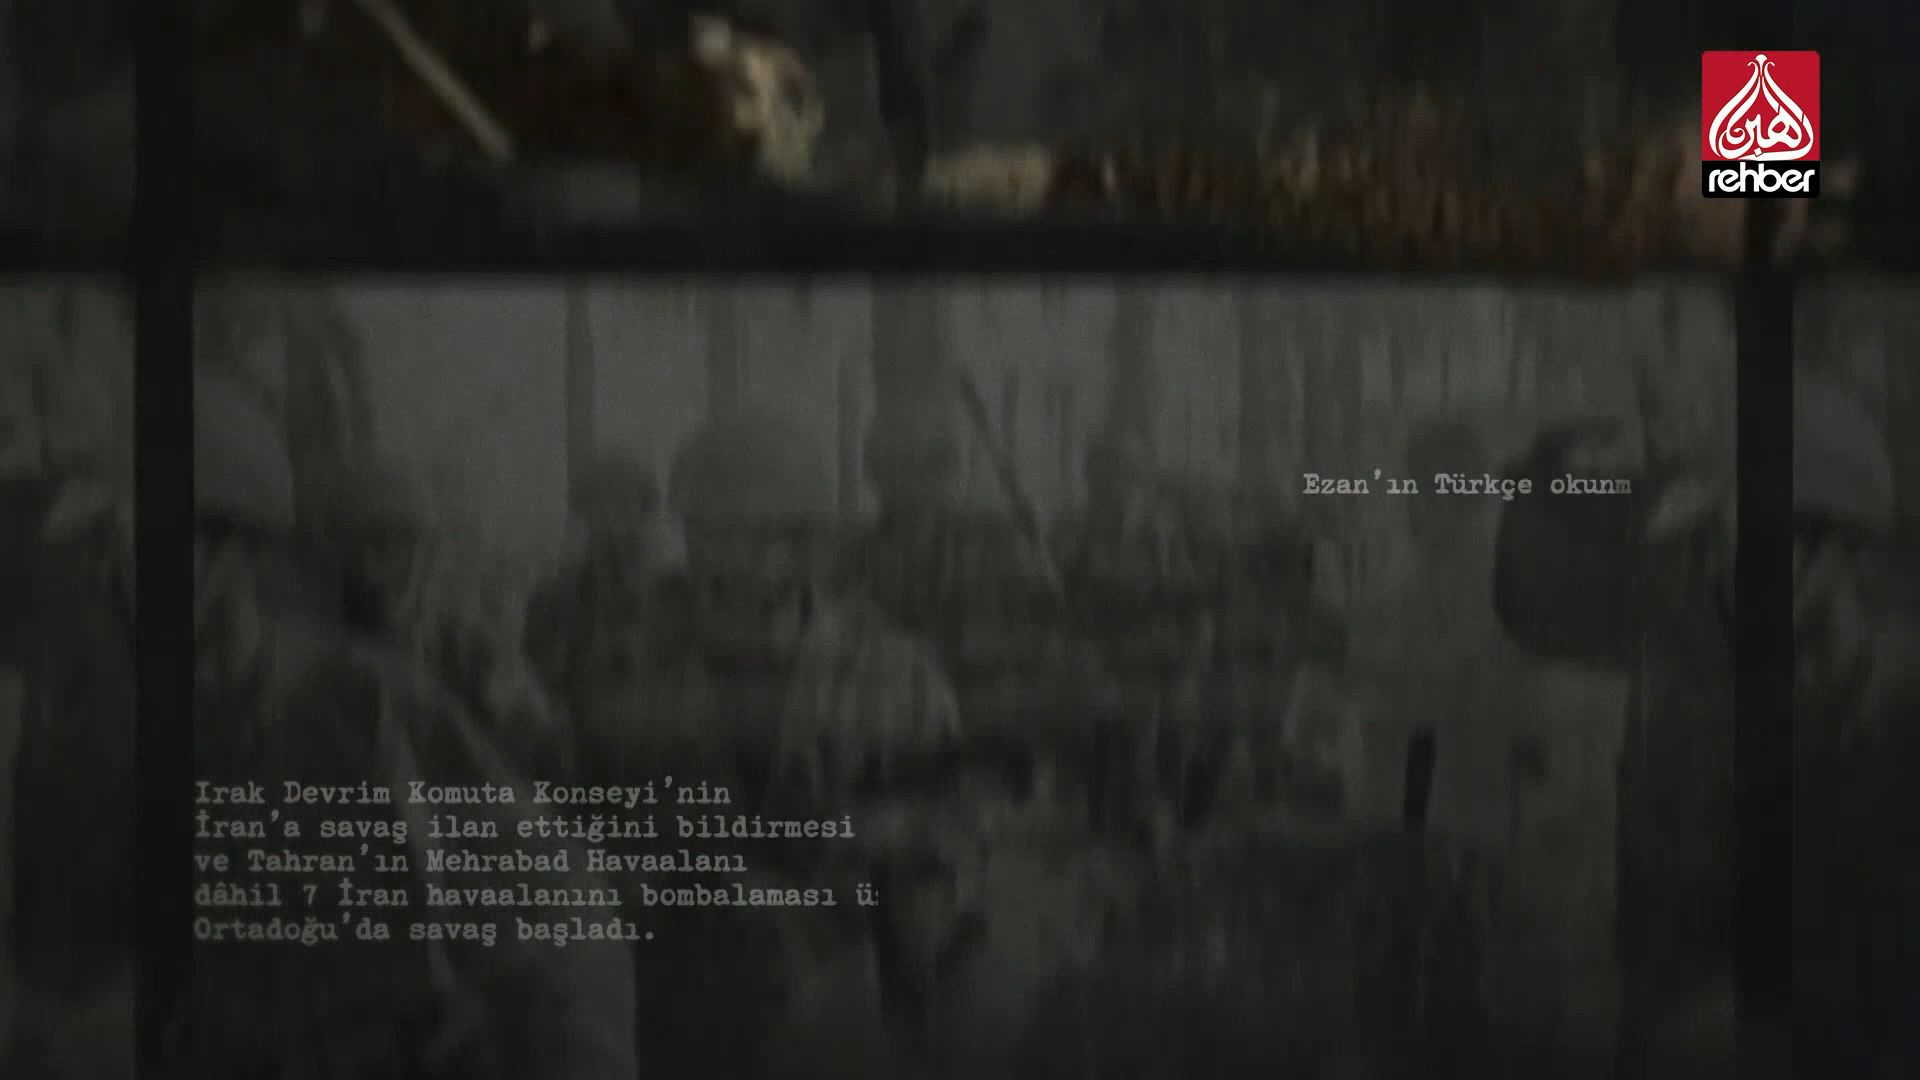 رهبر
rehber
Ezan'ın Türkçe okunm
Irak Devrim Komuta Konseyi'nin
İran'a savaş ilan ettiğini bildirmesi
ve Tahran'ın Mehrabad Havaalanı
dâhil 7 İran havaalanını bombalaması
Ortadoğu'da savaş başladı.